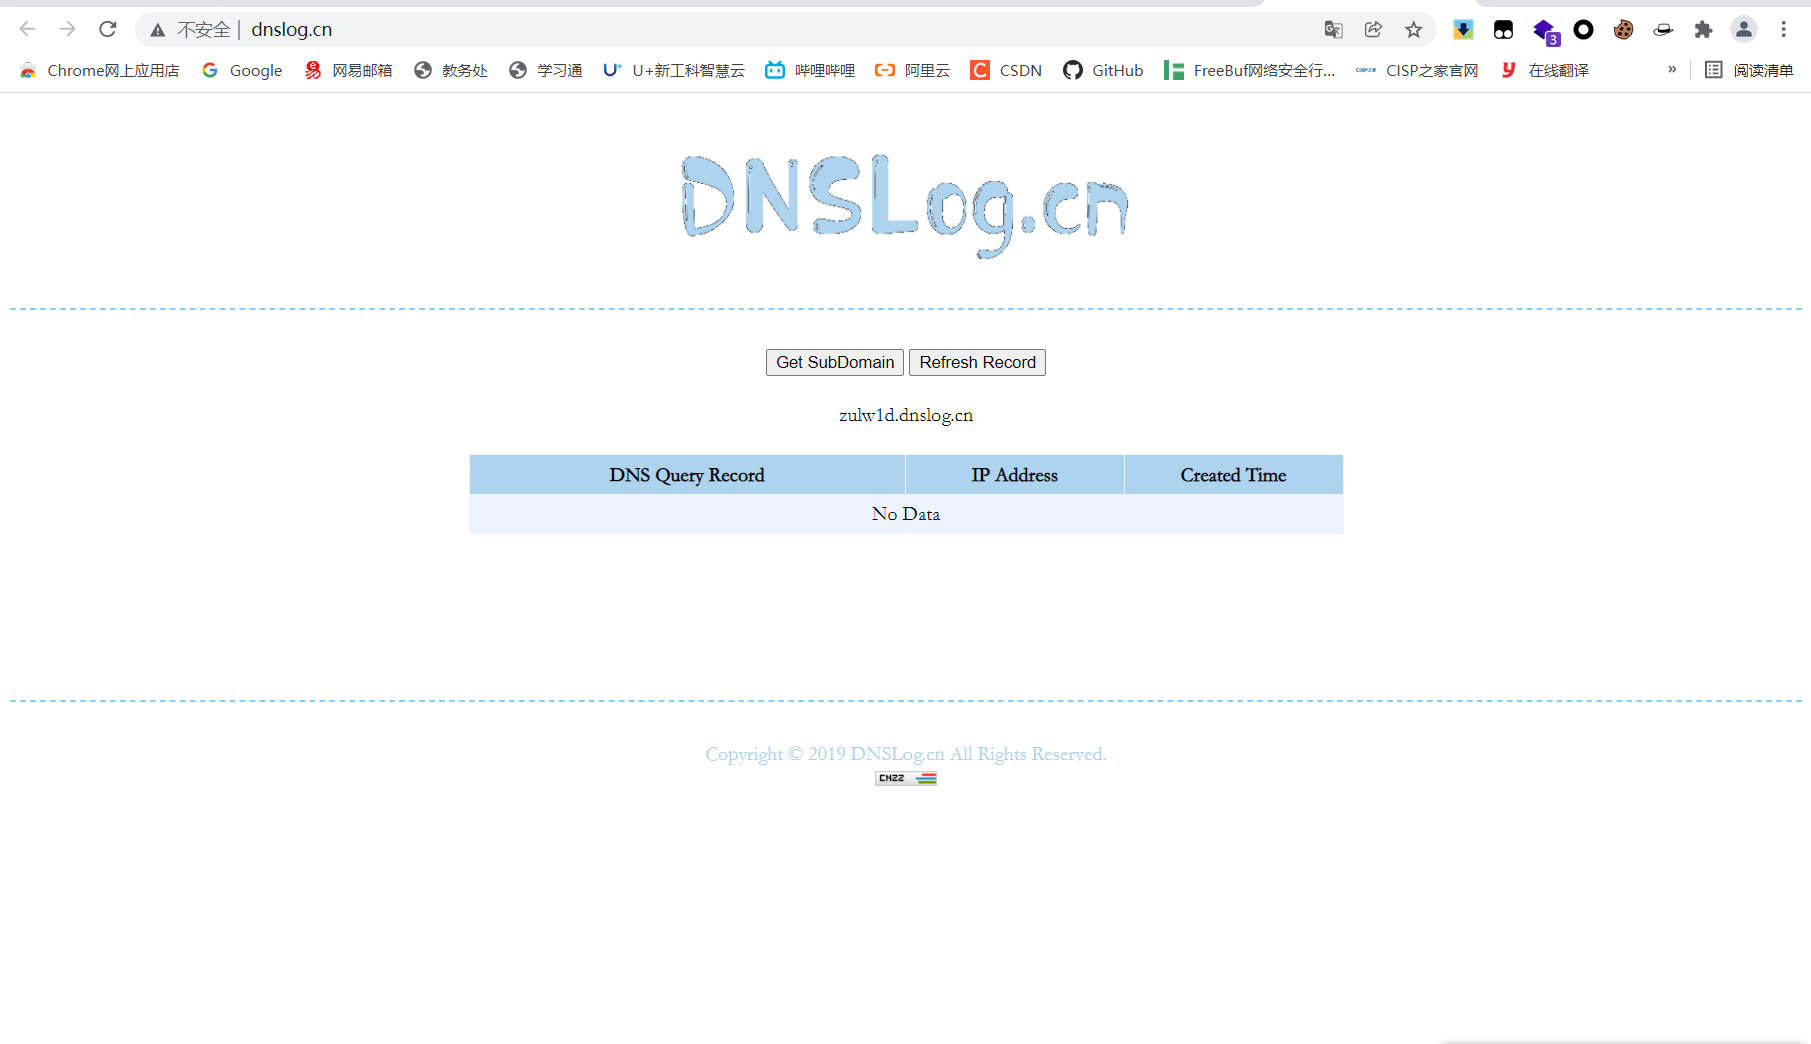 不安全 | dnslog.cn
3
Chrome网上应用店 Google 网易邮箱 教务处 学习通 U+新工科智慧云 哔哩哔哩 阿里云 CSDN GitHub FreeBuf网络安全行... CISP之家官网 在线翻译 » 阅读清单
DNSLog.cn
Get SubDomain Refresh Record
zulw1d.dnslog.cn
DNS Query Record IP Address Created Time
No Data
Copyright © 2019 DNSLog.cn All Rights Reserved.
CNZZ